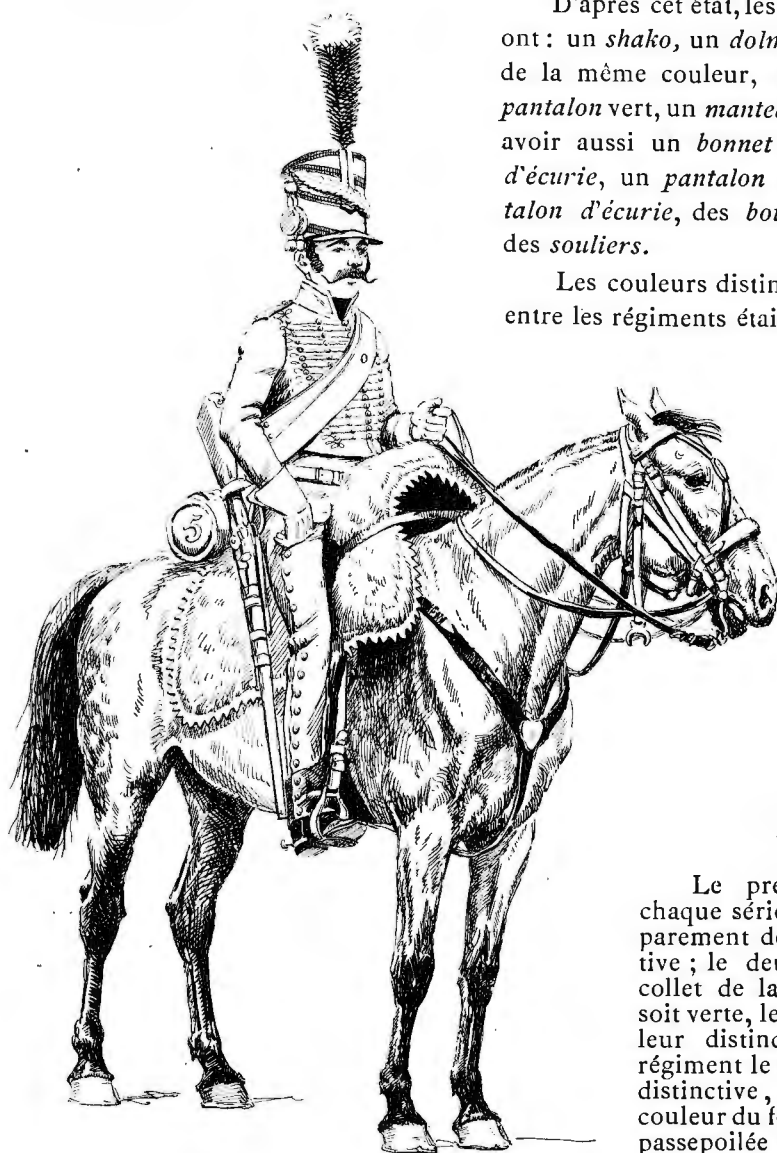 D'après cet état, les
ont : un shako, un doln
de la même couleur,
pantalon vert, un mante
avoir aussi un bonnet
d'écurie, un pantalon
talon d'écurie, des bo
des souliers.
Les couleurs distin
entre les régiments étai
5
Le pre
chaque série
parement de
tive ; le deu
collet de la
soit verte, le
leur distinc
régiment le
distinctive,
couleur du f
passepoilée